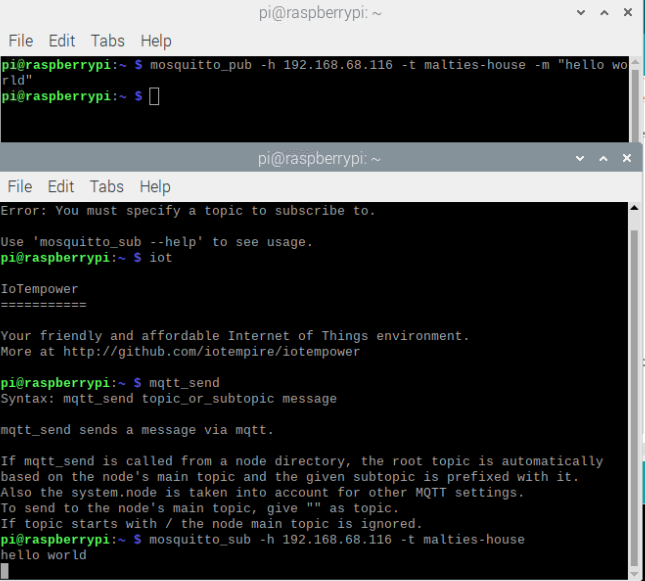 pi@raspberrypi: ~
File Edit Tabs Help
pi@raspberrypi:~ $ mosquitto_pub -h 192.168.68.116 -t malties-house -m "hello wo
rld"
pi@raspberrypi:~ $
pi@raspberrypi: ~
File Edit Tabs Help
Error: You must specify a topic to subscribe to.
Use 'mosquitto_sub --help' to see usage.
pi@raspberrypi:~ $ iot
IoTempower
===========
Your friendly and affordable Internet of Things environment.
More at http://github.com/iotempire/iotempower
pi@raspberrypi:~ $ mqtt_send
Syntax: mqtt_send topic_or_subtopic message
mqtt_send sends a message via mqtt.
If mqtt_send is called from a node directory, the root topic is automatically
based on the node's main topic and the given subtopic is prefixed with it.
Also the system.node is taken into account for other MQTT settings.
To send to the node's main topic, give "" as topic.
If topic starts with / the node main topic is ignored.
pi@raspberrypi:~ $ mosquitto_sub -h 192.168.68.116 -t malties-house
hello world